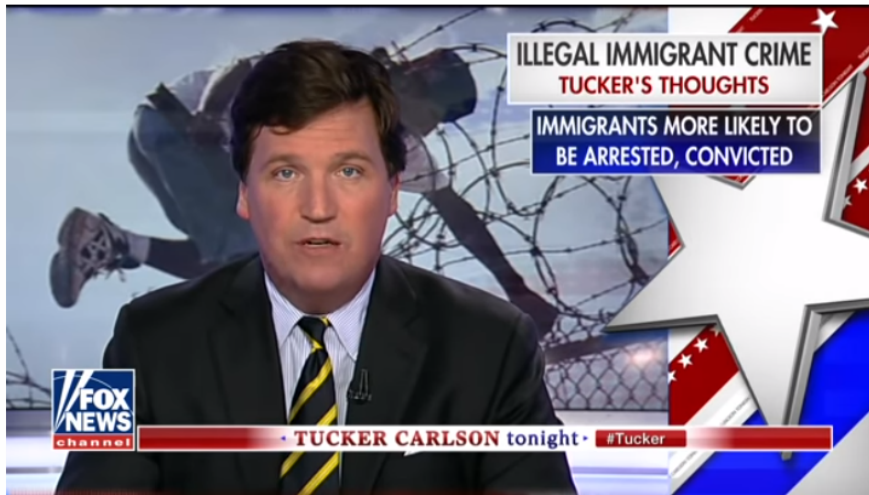 ILLEGAL IMMIGRANT CRIME
TUCKER'S THOUGHTS
IMMIGRANTS MORE LIKELY TO
BE ARRESTED, CONVICTED
FOX
NEWS
channel
TUCKER CARLSON tonight
#Tucker